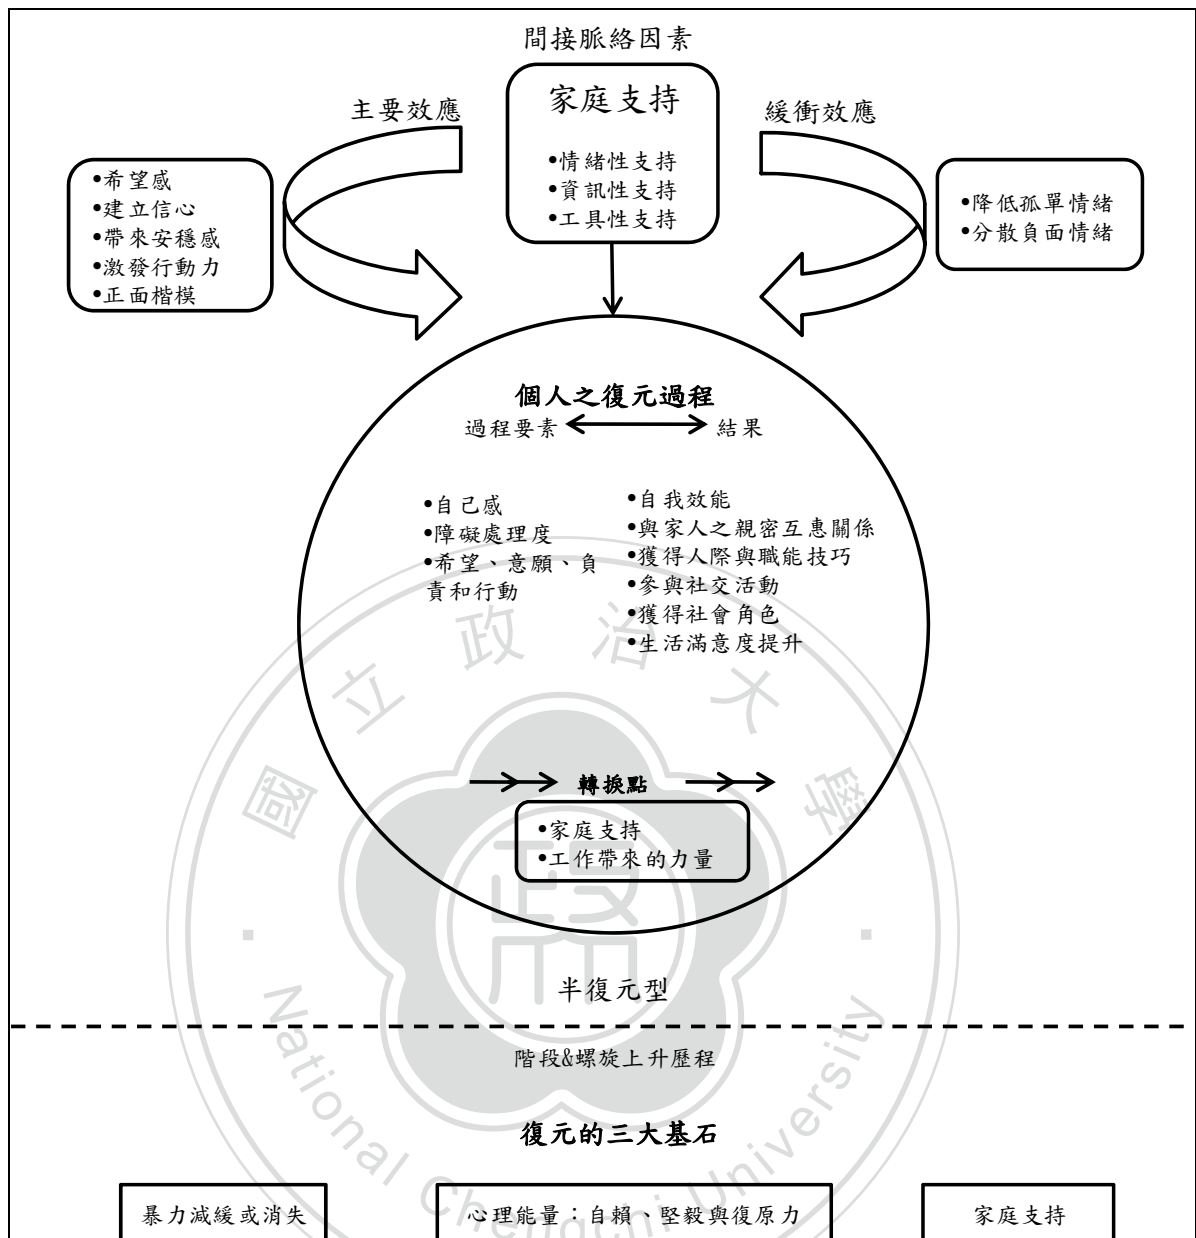 間接脈絡因素
家庭支持
•情緒性支持
•資訊性支持
•工具性支持
主要效應
•希望感
•建立信心
•帶來安穩感
•激發行動力
•正面楷模
緩衝效應
•降低孤單情緒
•分散負面情緒
個人之復元過程
過程要素
結果
•自己感
•障礙處理度
•希望、意願、負
責和行動
•自我效能
•與家人之親密互惠關係
•獲得人際與職能技巧
•參與社交活動
•獲得社會角色
•生活滿意度提升
轉捩點
•家庭支持
•工作帶來的力量
半復元型
階段&螺旋上升歷程
復元的三大基石
暴力減緩或消失
心理能量：自賴、堅毅與復原力
家庭支持
國立政治大學
National Chengchi University